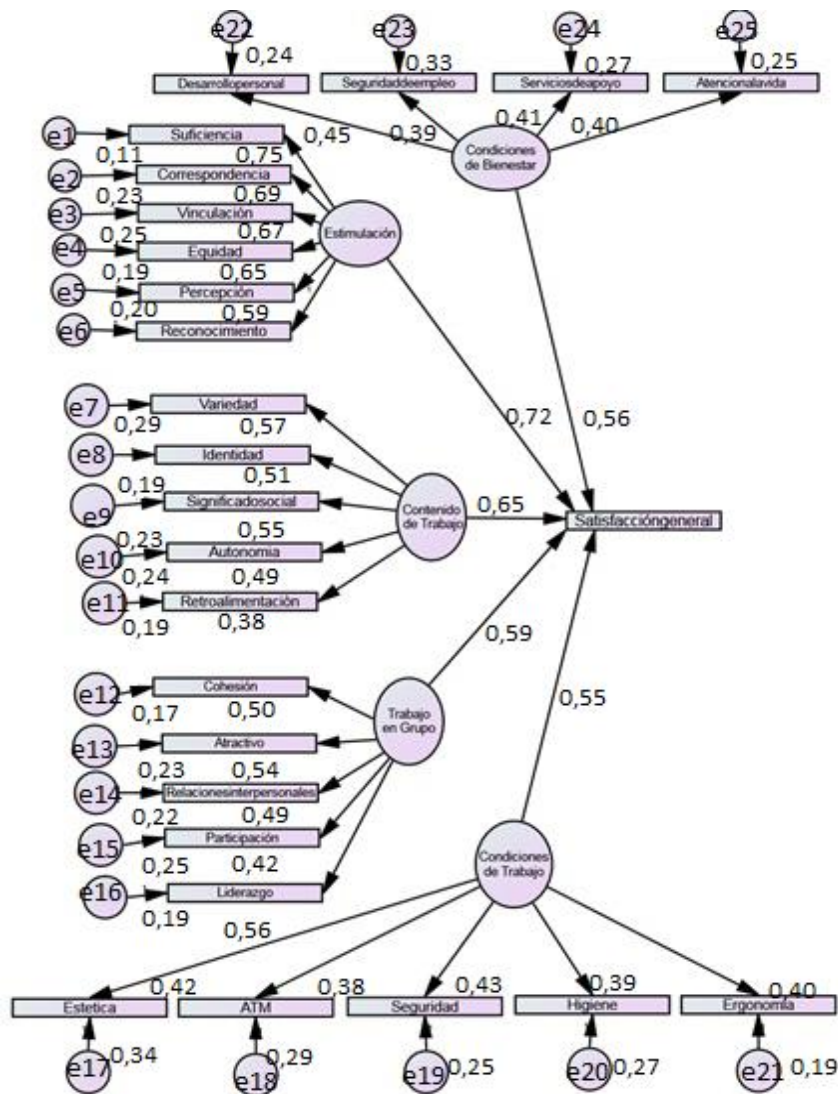 e22 e23 e24 e25
0,24 0,33 0,27 0,25
Desarrollopersonal Seguridaddeempleo Serviciosdeapoyo Atencionalavida
0,39 0,41 0,40
Condiciones
de Bienestar
e1 Suficiencia 0,45
0,11 0,75
e2 Correspondencia
0,23 0,69
e3 Vinculación
0,25 0,67
Estimulación
e4 Equidad
0,19 0,65
e5 Percepción
0,20 0,59
e6 Reconocimiento
0,72 0,56
e7 Variedad
0,29 0,57
e8 Identidad
0,51
e9 0,19 Significadosocial
Contenido
de Trabajo
0,65
Satisfaccióngeneral
0,23 0,55
e10 Autonomia
0,24 0,49
e11 Retroalimentación
0,19 0,38
0,59
0,55
e12 Cohesión
0,17 0,50
Trabajo
en Grupo
e13 Atractivo
0,23 0,54
e14 Relacionesinterpersonales
0,22 0,49
e15 Participación
0,25 0,42
e16 Liderazgo
0,19
Condiciones
de Trabajo
0,56
0,42 0,38 0,43 0,39 0,40
Estetica ATM Seguridad Higiene Ergonomía
e17 0,34 e18 0,29 e19 0,25 e20 0,27 e21 0,19